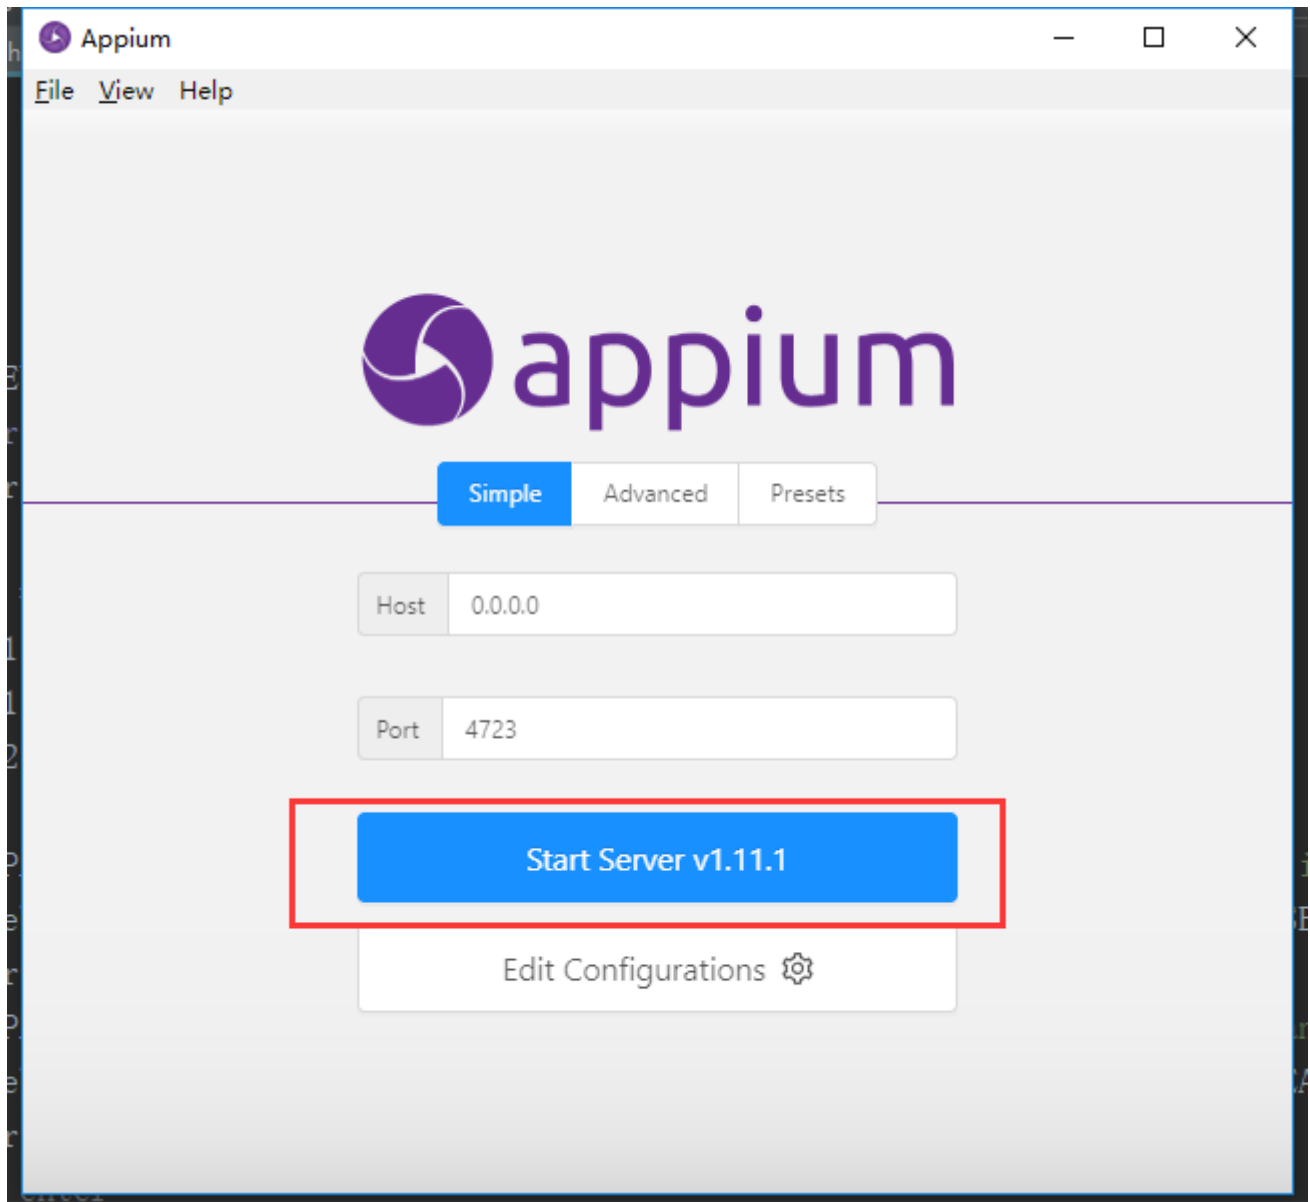 Appium
File View Help
appium
Simple Advanced Presets
Host 0.0.0.0
Port 4723
Start Server v1.11.1
Edit Configurations